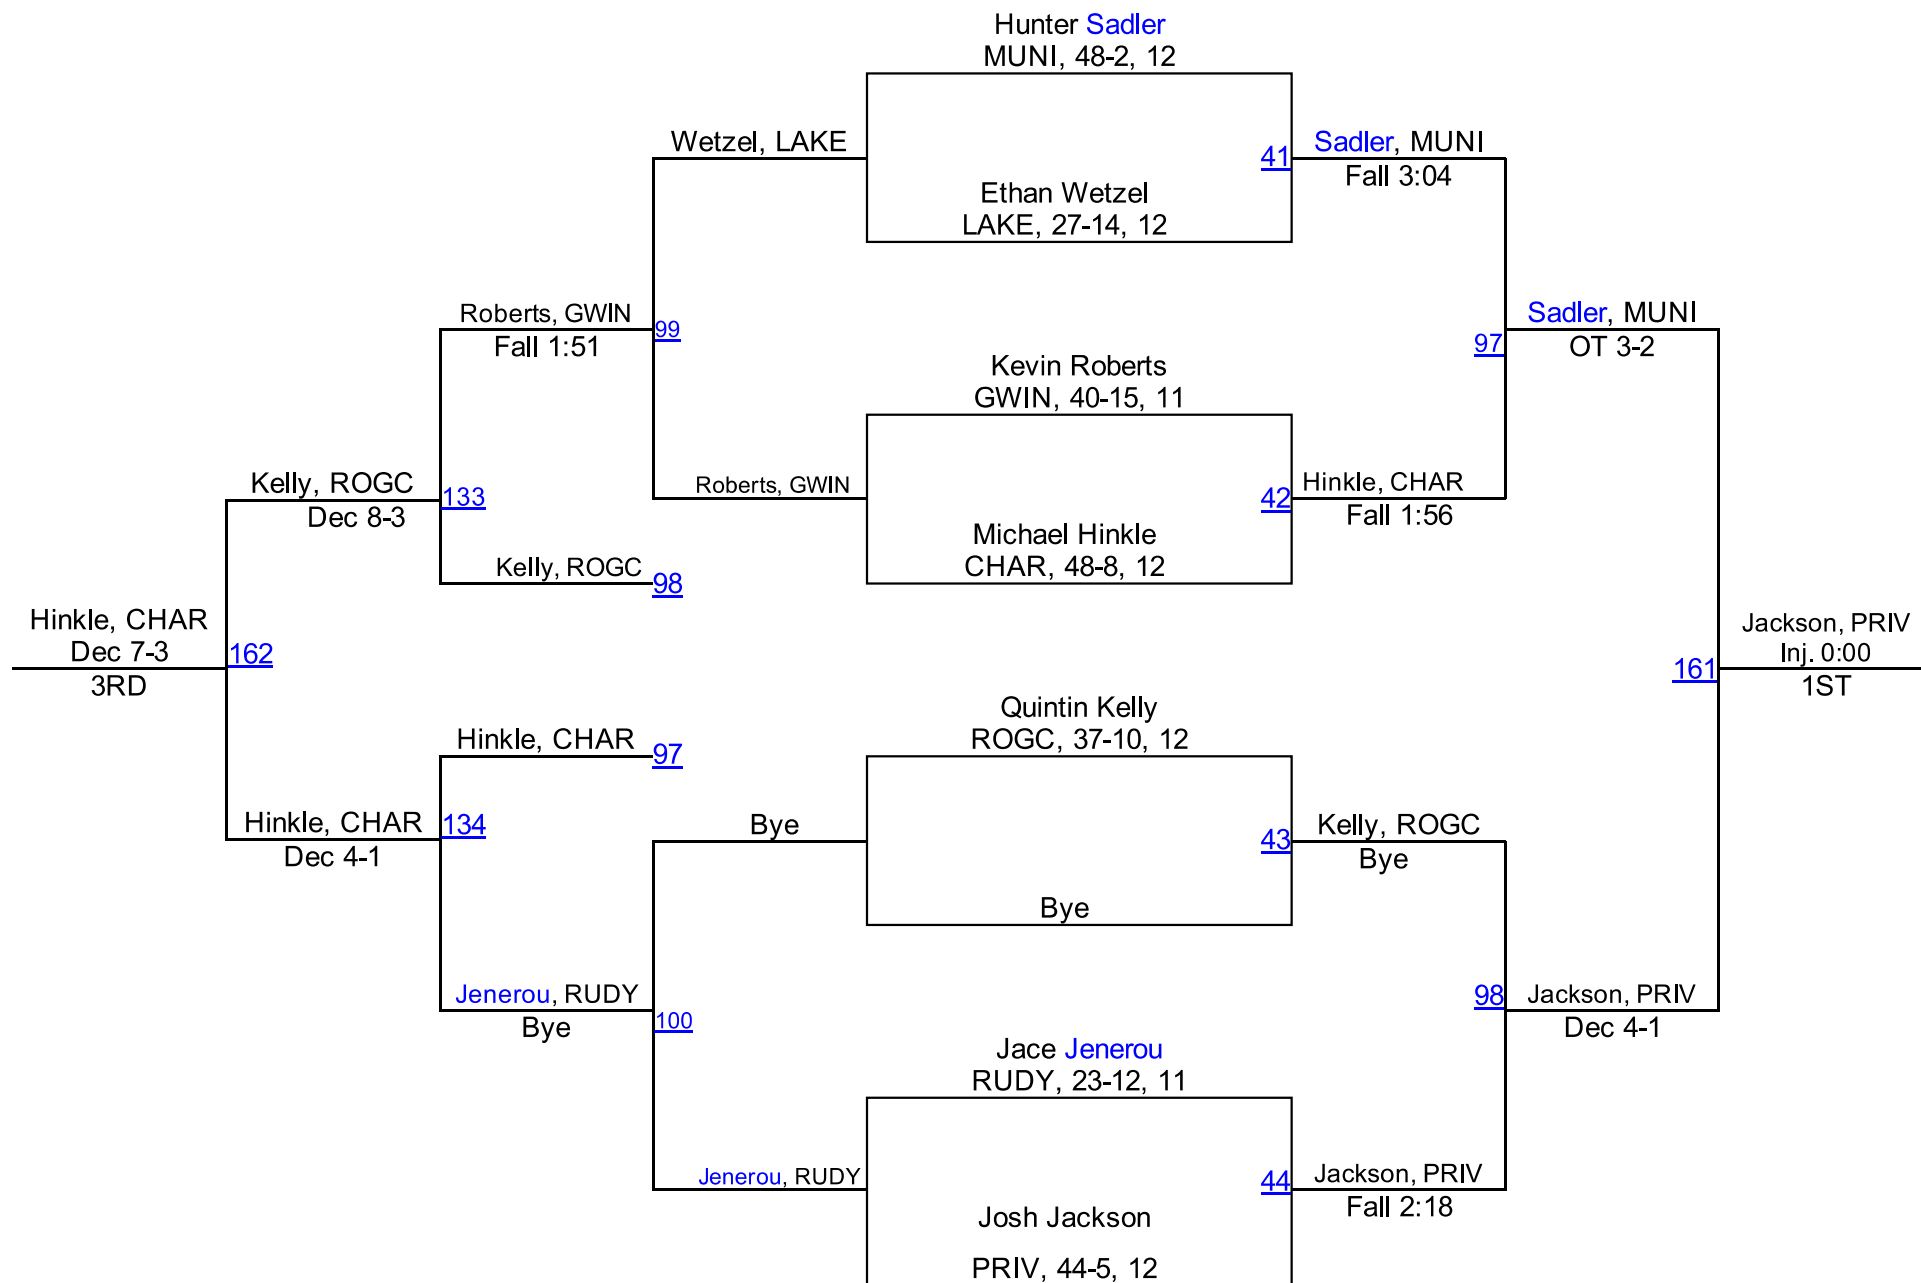 Hunter Sadler
MUNI, 48-2, 12
Wetzel, LAKE
41
Sadler, MUNI
Fall 3:04
Ethan Wetzel
LAKE, 27-14, 12
Roberts, GWIN
Fall 1:51
99
Sadler, MUNI
OT 3-2
97
Kevin Roberts
GWIN, 40-15, 11
Kelly, ROGC
Dec 8-3
133
Roberts, GWIN
42
Hinkle, CHAR
Fall 1:56
Michael Hinkle
CHAR, 48-8, 12
Kelly, ROGC
98
Hinkle, CHAR
Dec 7-3
3RD
162
161
Jackson, PRIV
Inj. 0:00
1ST
Quintin Kelly
ROGC, 37-10, 12
Hinkle, CHAR
97
Hinkle, CHAR
Dec 4-1
134
Bye
43
Kelly, ROGC
Bye
Bye
Jenerou, RUDY
Bye
100
98
Jackson, PRIV
Dec 4-1
Jace Jenerou
RUDY, 23-12, 11
Jenerou, RUDY
44
Jackson, PRIV
Fall 2:18
Josh Jackson
PRIV, 44-5, 12